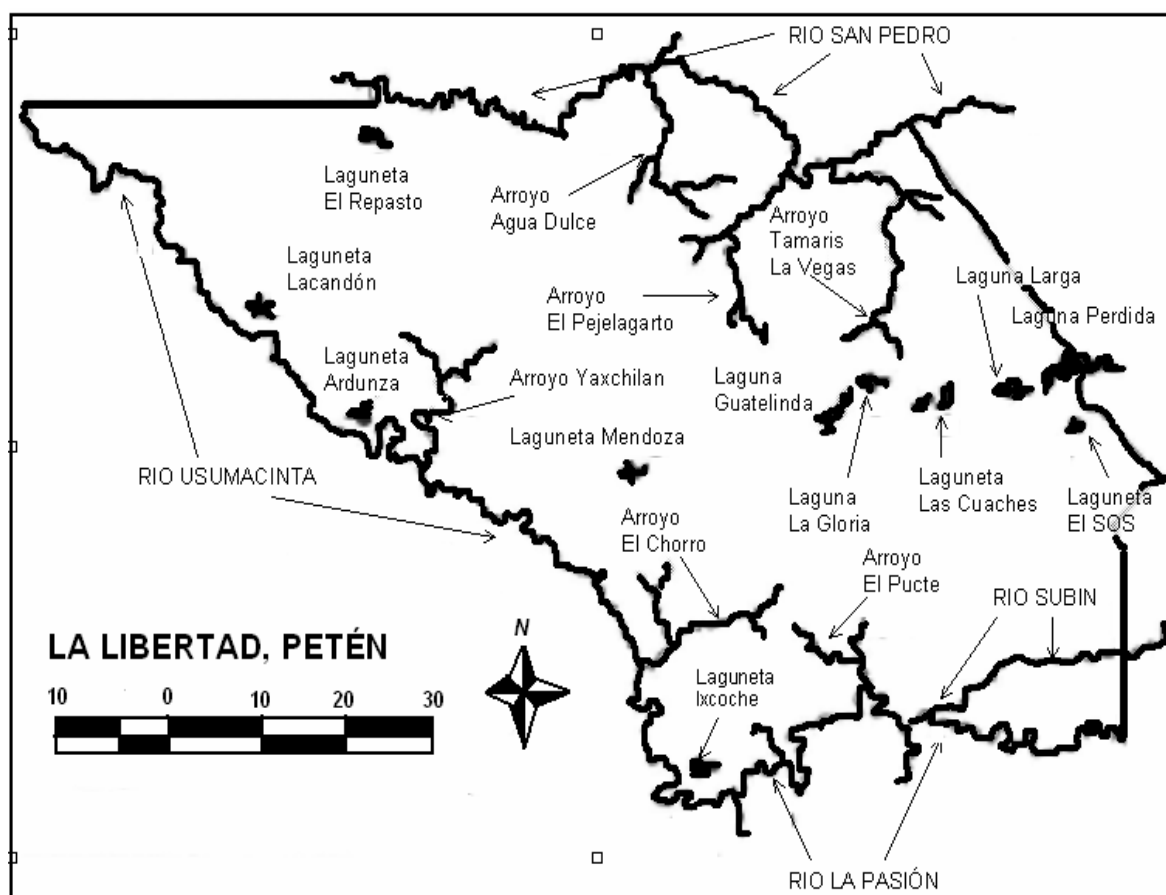 RIO SAN PEDRO
Laguneta
El Repasto
Arroyo
Agua Dulce
Arroyo
Tamaris
La Vegas
Laguneta
Lacandón
Laguna Larga
Laguna Perdida
Arroyo
El Pejelagarto
Laguneta
Ardunza
Arroyo Yaxchilan
Laguna
Guatelinda
Laguneta Mendoza
RIO USUMACINTA
Laguna
La Gloria
Laguneta
Las Cuaches
Laguneta
El SOS
Arroyo
El Chorro
Arroyo
El Pucte
RIO SUBIN
LA LIBERTAD, PETÉN
N
Laguneta
Ixcoche
10 0 10 20 30
RIO LA PASIÓN